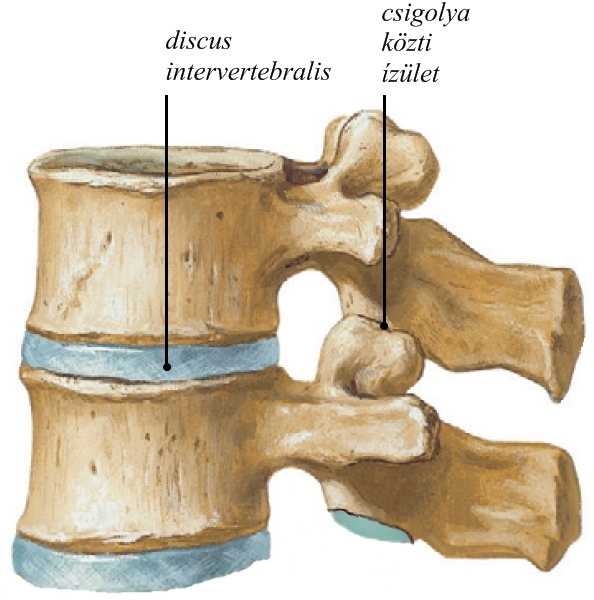 discus
intervertebralis
csigolya
közti
ízület